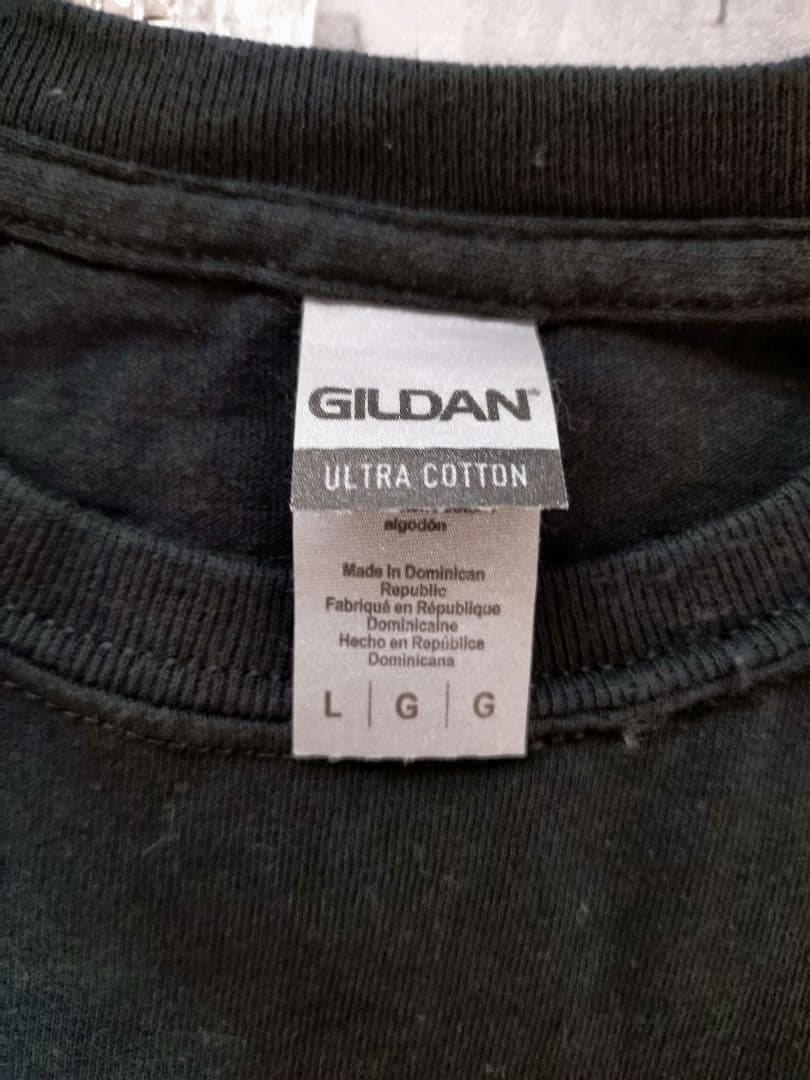 GILDAN®
ULTRA COTTON
algodón
Made in Dominican
Republic
Fabriqué en République
Dominicaine
Hecho en República
Dominicana
L | G | G